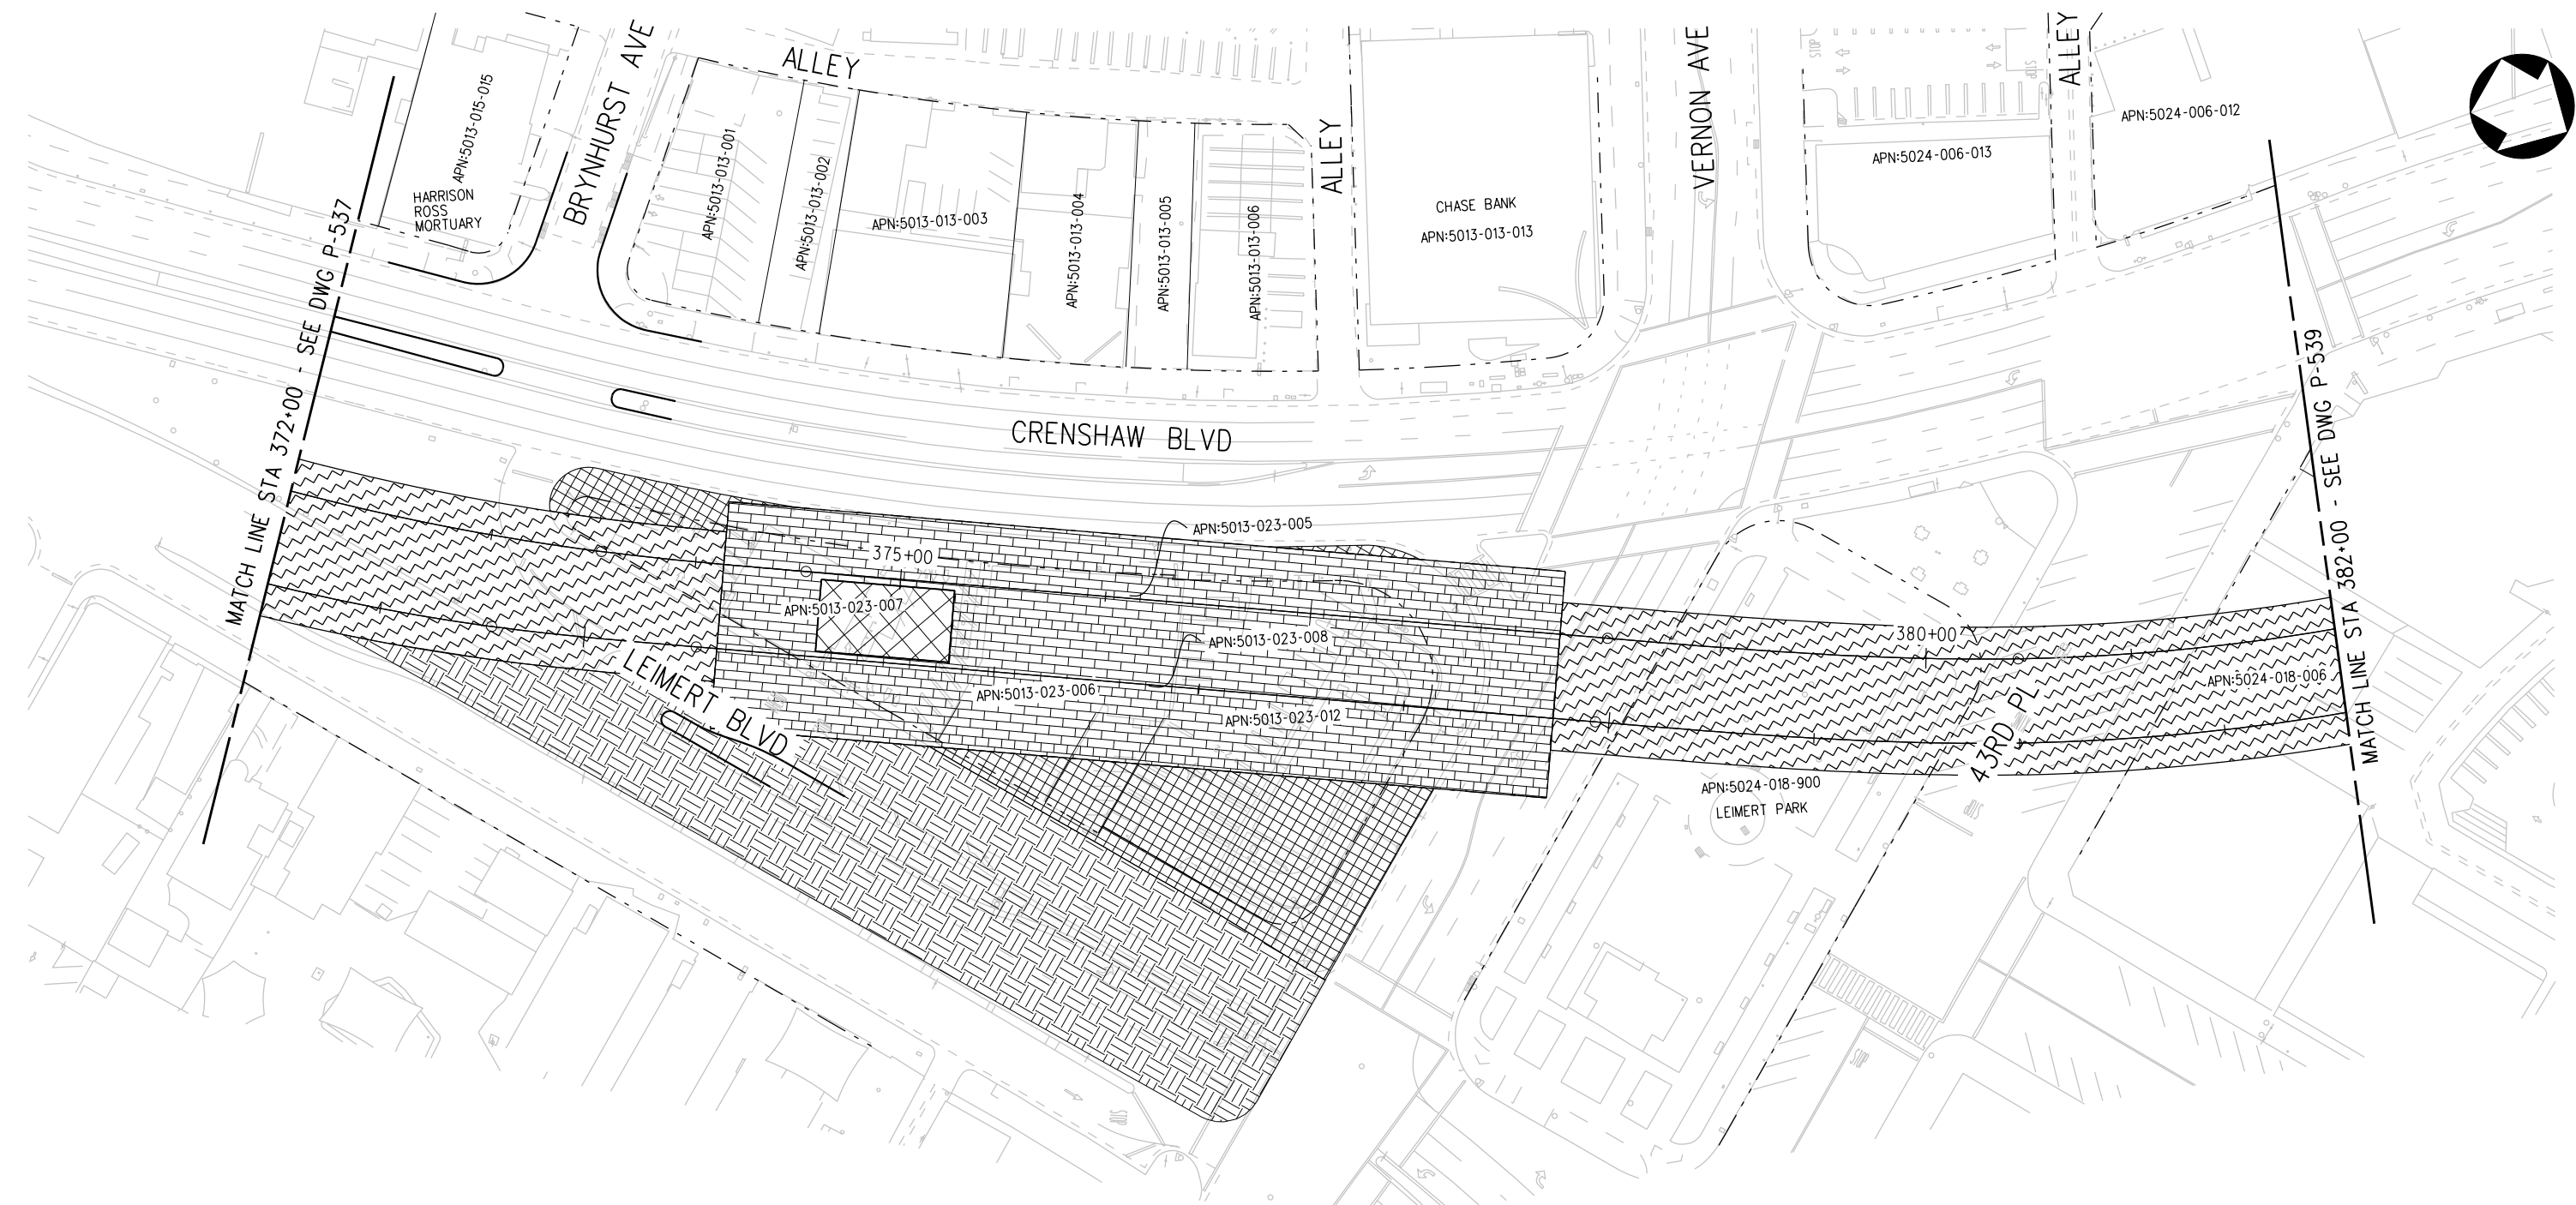 ALLEY
BRYNHURST AVE
APN:5013-015-015
HARRISON
ROSS
MORTUARY
APN:5013-013-001
APN:5013-013-002
APN:5013-013-003
APN:5013-013-004
APN:5013-013-005
APN:5013-013-006
ALLEY
CHASE BANK
APN:5013-013-013
VERNON AVE
STOP
APN:5024-006-013
ALLEY
APN:5024-006-012
MATCH LINE STA 372+00 - SEE DWG P-537
CRENSHAW BLVD
MATCH LINE STA 382+00 - SEE DWG P-539
APN:5013-023-005
375+00
APN:5013-023-007
APN:5013-023-008
APN:5013-023-006
APN:5013-023-012
LEIMERT BLVD
380+00
APN:5024-018-006
43RD PL
APN:5024-018-900
LEIMERT PARK